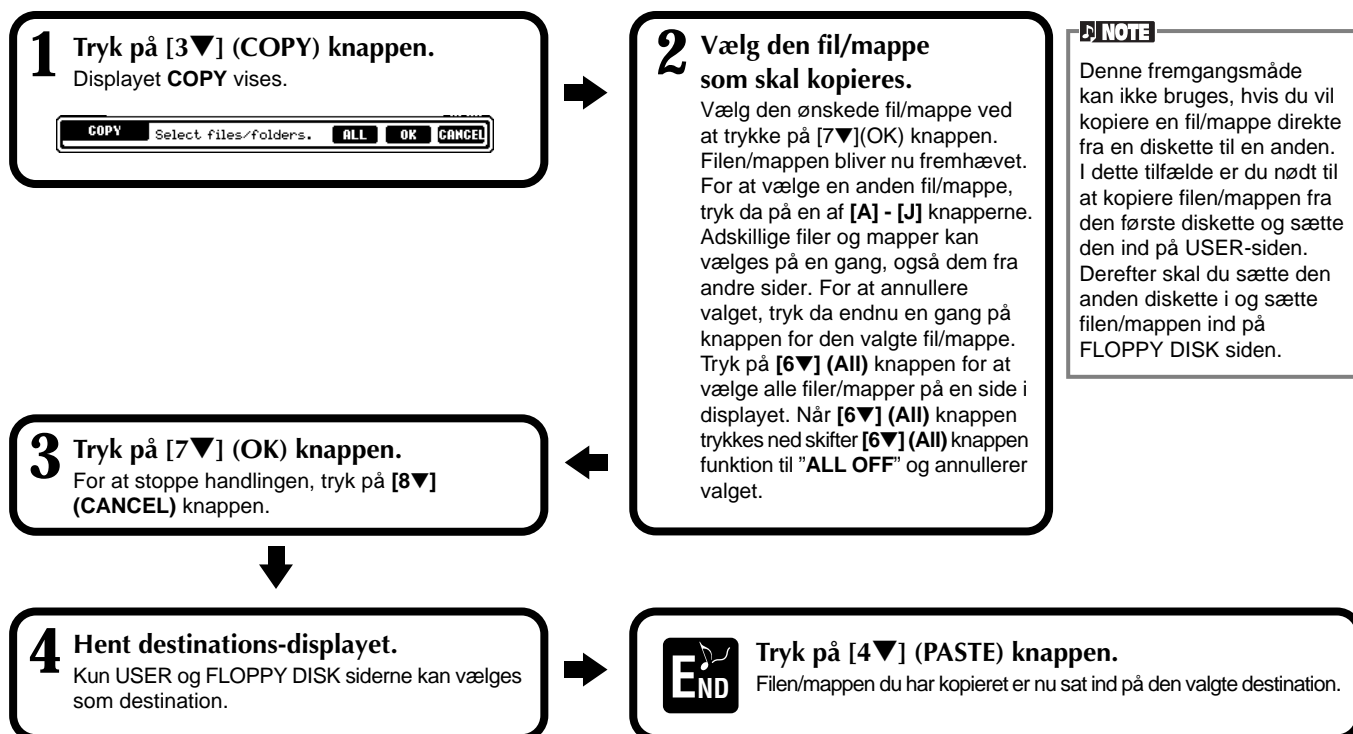 1 Tryk på [3▼] (COPY) knappen.
Displayet COPY vises.
COPY Select files/folders. ALL OK CANCEL
2 Vælg den fil/mappe
som skal kopieres.
Vælg den ønskede fil/mappe ved
at trykke på [7▼](OK) knappen.
Filen/mappen bliver nu fremhævet.
For at vælge en anden fil/mappe,
tryk da på en af [A] - [J] knapperne.
Adskillige filer og mapper kan
vælges på en gang, også dem fra
andre sider. For at annullere
valget, tryk da endnu en gang på
knappen for den valgte fil/mappe.
Tryk på [6▼] (All) knappen for at
vælge alle filer/mapper på en side i
displayet. Når [6▼] (All) knappen
trykkes ned skifter [6▼] (All) knappen
funktion til ”ALL OFF” og annullerer
valget.
NOTE
Denne fremgangsmåde
kan ikke bruges, hvis du vil
kopiere en fil/mappe direkte
fra en diskette til en anden.
I dette tilfælde er du nødt til
at kopiere filen/mappen fra
den første diskette og sætte
den ind på USER-siden.
Derefter skal du sætte den
anden diskette i og sætte
filen/mappen ind på
FLOPPY DISK siden.
3 Tryk på [7▼] (OK) knappen.
For at stoppe handlingen, tryk på [8▼]
(CANCEL) knappen.
4 Hent destinations-displayet.
Kun USER og FLOPPY DISK siderne kan vælges
som destination.
END
Tryk på [4▼] (PASTE) knappen.
Filen/mappen du har kopieret er nu sat ind på den valgte destination.